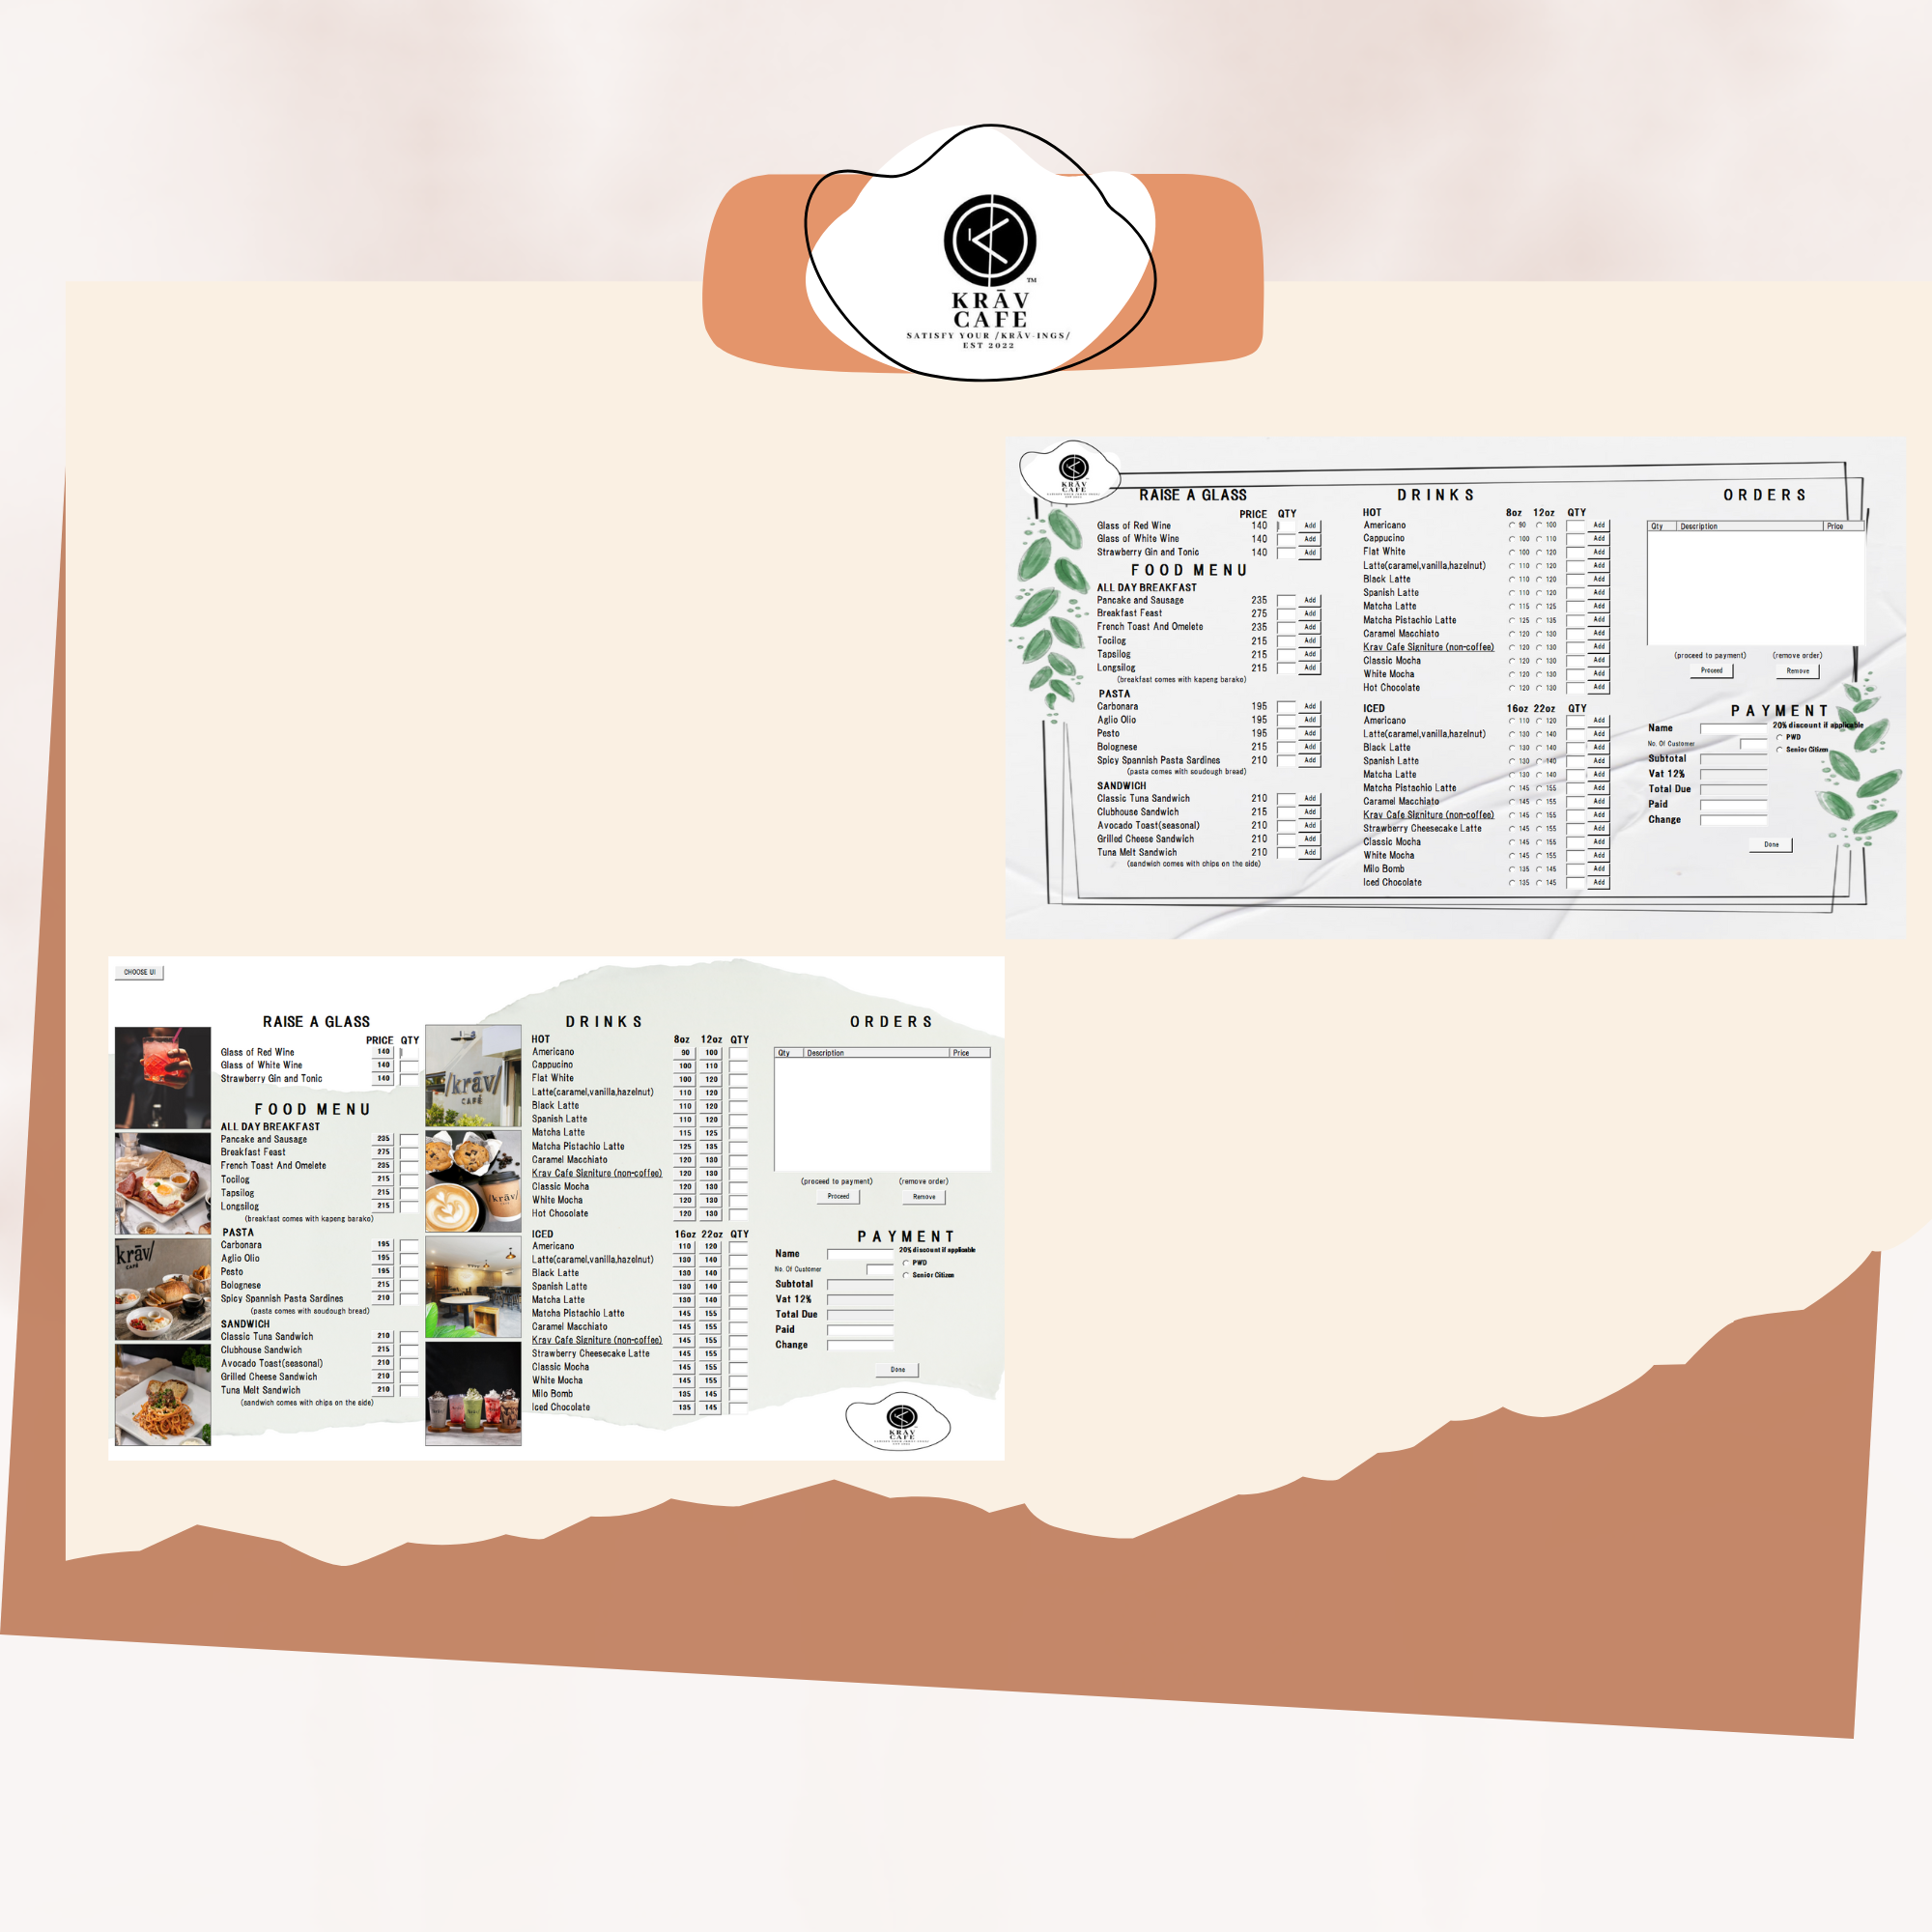 KRĀV
CAFE
SATISFY YOUR /KRĀV-INGS/
EST 2022
TM
KRĀV
CAFE
RAISE A GLASS
PRICE QTY
Glass of Red Wine 140 Add
Glass of White Wine 140 Add
Strawberry Gin and Tonic 140 Add
FOOD MENU
ALL DAY BREAKFAST
Pancake and Sausage 235 Add
Breakfast Feast 275 Add
French Toast And Omelete 235 Add
Tocilog 215 Add
Tapsilog 215 Add
Longsilog 215 Add
(breakfast comes with kapeng barako)
PASTA
Carbonara 195 Add
Aglio Olio 195 Add
Pesto 195 Add
Bolognese 215 Add
Spicy Spannish Pasta Sardines 210 Add
(pasta comes with soudough bread)
SANDWICH
Classic Tuna Sandwich 210 Add
Clubhouse Sandwich 215 Add
Avocado Toast(seasonal) 210 Add
Grilled Cheese Sandwich 210 Add
Tuna Melt Sandwich 210 Add
(sandwich comes with chips on the side)
DRINKS
HOT 8oz 12oz QTY
Americano 90 100 Add
Cappucino 100 110 Add
Flat White 100 120 Add
Latte(caramel,vanilla,hazelnut) 110 120 Add
Black Latte 110 120 Add
Spanish Latte 110 120 Add
Matcha Latte 115 125 Add
Matcha Pistachio Latte 125 135 Add
Caramel Macchiato 120 130 Add
Krav Cafe Signiture (non-coffee) 120 130 Add
Classic Mocha 120 130 Add
White Mocha 120 130 Add
Hot Chocolate 120 130 Add
ICED 16oz 22oz QTY
Americano 110 120 Add
Latte(caramel,vanilla,hazelnut) 130 140 Add
Black Latte 130 140 Add
Spanish Latte 130 140 Add
Matcha Latte 130 140 Add
Matcha Pistachio Latte 145 155 Add
Caramel Macchiato 145 155 Add
Krav Cafe Signiture (non-coffee) 145 155 Add
Strawberry Cheesecake Latte 145 155 Add
Classic Mocha 145 155 Add
White Mocha 145 155 Add
Milo Bomb 135 145 Add
Iced Chocolate 135 145 Add
ORDERS
Qty Description Price
(proceed to payment) (remove order)
Proceed Remove
PAYMENT
Name 20% discount if applicable
No. Of Customer PWD
Senior Citizen
Subtotal
Vat 12%
Total Due
Paid
Change
Done
CHOOSE UI
RAISE A GLASS
PRICE QTY
Glass of Red Wine 140
Glass of White Wine 140
Strawberry Gin and Tonic 140
FOOD MENU
ALL DAY BREAKFAST
Pancake and Sausage 235
Breakfast Feast 275
French Toast And Omelete 235
Tocilog 215
Tapsilog 215
Longsilog 215
(breakfast comes with kapeng barako)
PASTA
Carbonara 195
Aglio Olio 195
Pesto 195
Bolognese 215
Spicy Spannish Pasta Sardines 210
(pasta comes with soudough bread)
SANDWICH
Classic Tuna Sandwich 210
Clubhouse Sandwich 215
Avocado Toast(seasonal) 210
Grilled Cheese Sandwich 210
Tuna Melt Sandwich 210
(sandwich comes with chips on the side)
krāv/
CAFÉ
/krāv/
CAFÉ
/krāv/
DRINKS
HOT 8oz 12oz QTY
Americano 90 100
Cappucino 100 110
Flat White 100 120
Latte(caramel,vanilla,hazelnut) 110 120
Black Latte 110 120
Spanish Latte 110 120
Matcha Latte 115 125
Matcha Pistachio Latte 125 135
Caramel Macchiato 120 130
Krav Cafe Signiture (non-coffee) 120 130
Classic Mocha 120 130
White Mocha 120 130
Hot Chocolate 120 130
ICED 16oz 22oz QTY
Americano 110 120
Latte(caramel,vanilla,hazelnut) 130 140
Black Latte 130 140
Spanish Latte 130 140
Matcha Latte 130 140
Matcha Pistachio Latte 145 155
Caramel Macchiato 145 155
Krav Cafe Signiture (non-coffee) 145 155
Strawberry Cheesecake Latte 145 155
Classic Mocha 145 155
White Mocha 145 155
Milo Bomb 135 145
Iced Chocolate 135 145
ORDERS
Qty Description Price
(proceed to payment) (remove order)
Proceed Remove
PAYMENT
Name 20% discount if applicable
No. Of Customer PWD
Senior Citizen
Subtotal
Vat 12%
Total Due
Paid
Change
Done
KRĀV
CAFE